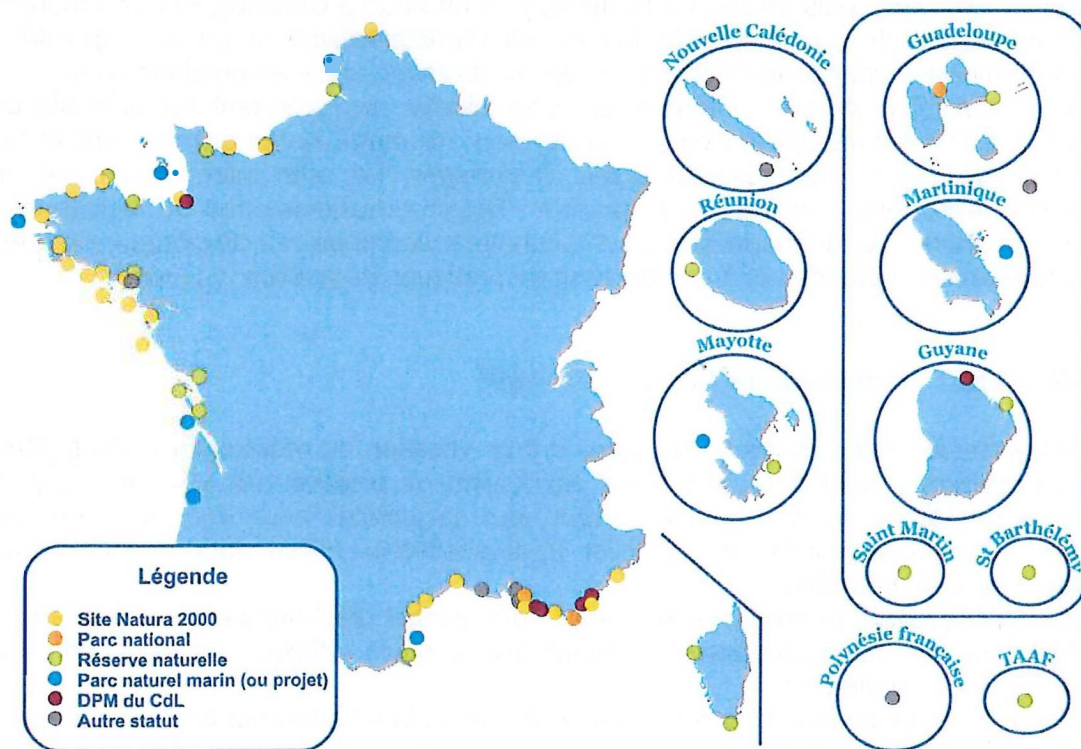 Nouvelle Calédonie
Guadeloupe
Réunion
Martinique
Mayotte
Guyane
Saint Martin
St Barthélémy
Polynésie française
TAAF
Légende
Site Natura 2000
Parc national
Réserve naturelle
Parc naturel marin (ou projet)
DPM du CdL
Autre statut